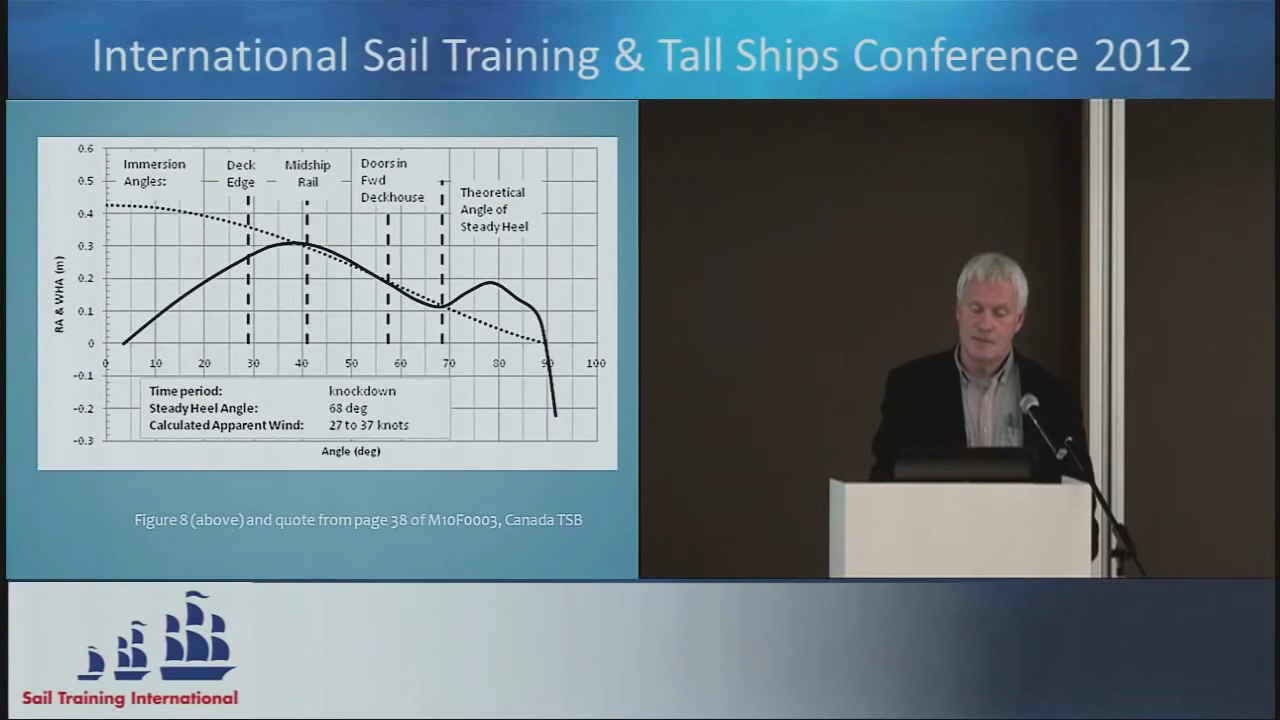 International Sail Training & Tall Ships Conference 2012
0.6
0.5
0.4
0.3
0.2
0.1
0
-0.1
-0.2
-0.3
RA & WHA (m)
Immersion
Angles:
Deck
Edge
Midship
Rail
Doors in
Fwd
Deckhouse
Theoretical
Angle of
Steady Heel
0 10 20 30 40 50 60 70 80 90 100
Time period: knockdown
Steady Heel Angle: 68 deg
Calculated Apparent Wind: 27 to 37 knots
Angle (deg)
Figure 8 (above) and quote from page 38 of M10F0003, Canada TSB
Sail Training International